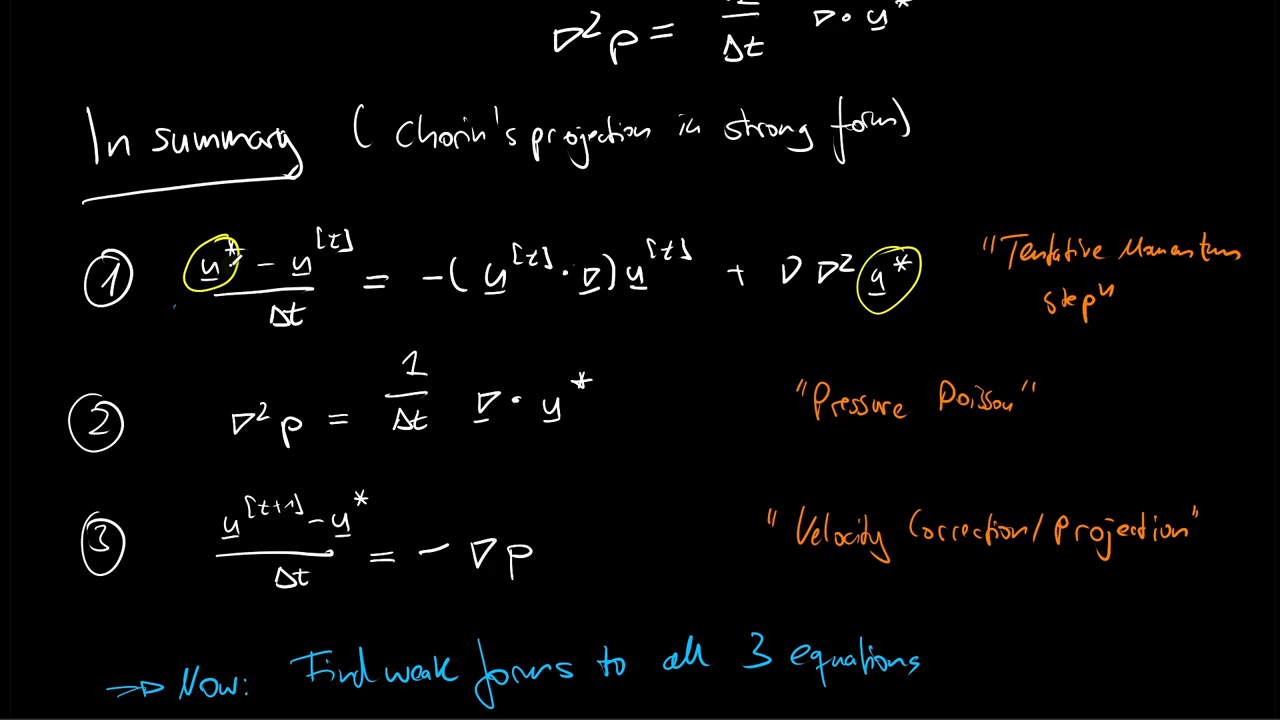 ∇²p = 1/Δt ∇·u*
In summary (Chorin's projection in strong form)
① (u* - u^[t])/Δt = -(u^[t]·∇)u^[t] + ν ∇² u* "Tentative Momentum
step"
② ∇²p = 1/Δt ∇·u* "Pressure Poisson"
③ (u^[t+1] - u*)/Δt = - ∇p "Velocity Correction/Projection"
⇒ Now: Find weak forms to all 3 equations